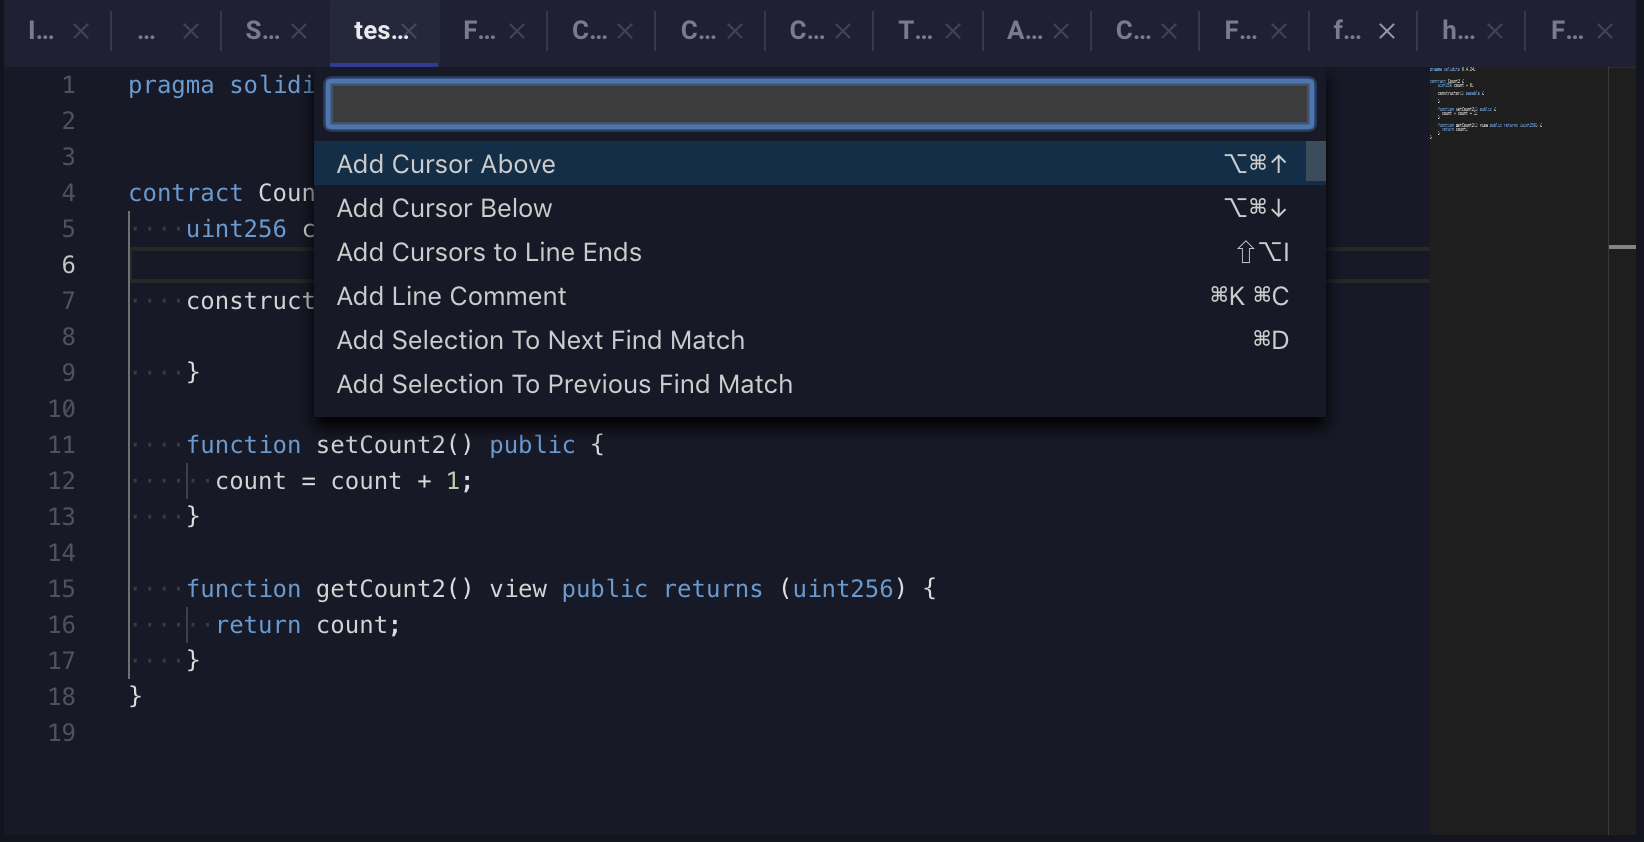 I... × ... × S... × tes... × F... × C... × C... × C... × T... × A... × C... × F... × f... × h... × F... ×
1 pragma solidi
2
3
4 contract Coun
5 ····uint256 c
6
7 ····construct
8
9 ····}
10
11 ····function setCount2() public {
12 ······count = count + 1;
13 ····}
14
15 ····function getCount2() view public returns (uint256) {
16 ······return count;
17 ····}
18 }
19
Add Cursor Above ⌥⌘↑
Add Cursor Below ⌥⌘↓
Add Cursors to Line Ends ⇧⌥I
Add Line Comment ⌘K ⌘C
Add Selection To Next Find Match ⌘D
Add Selection To Previous Find Match